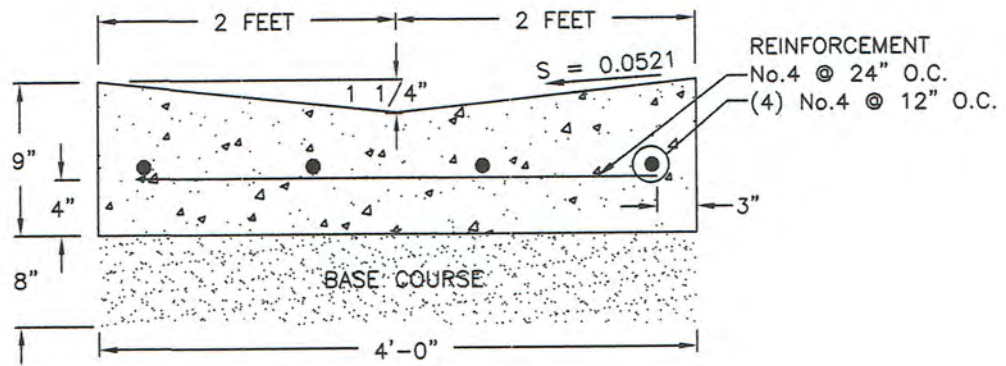 2 FEET
2 FEET
REINFORCEMENT
No.4 @ 24" O.C.
(4) No.4 @ 12" O.C.
S = 0.0521
1 1/4"
9"
4"
3"
8"
BASE COURSE
4'-0"